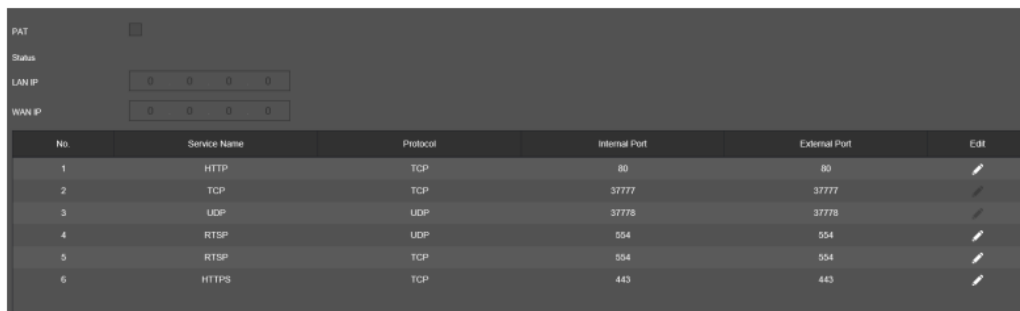 PAT
Status
LAN IP 0 0 0 0
WAN IP 0 0 0 0
No. Service Name Protocol Internal Port External Port Edit
1 HTTP TCP 80 80
2 TCP TCP 37777 37777
3 UDP UDP 37778 37778
4 RTSP UDP 554 554
5 RTSP TCP 554 554
6 HTTPS TCP 443 443